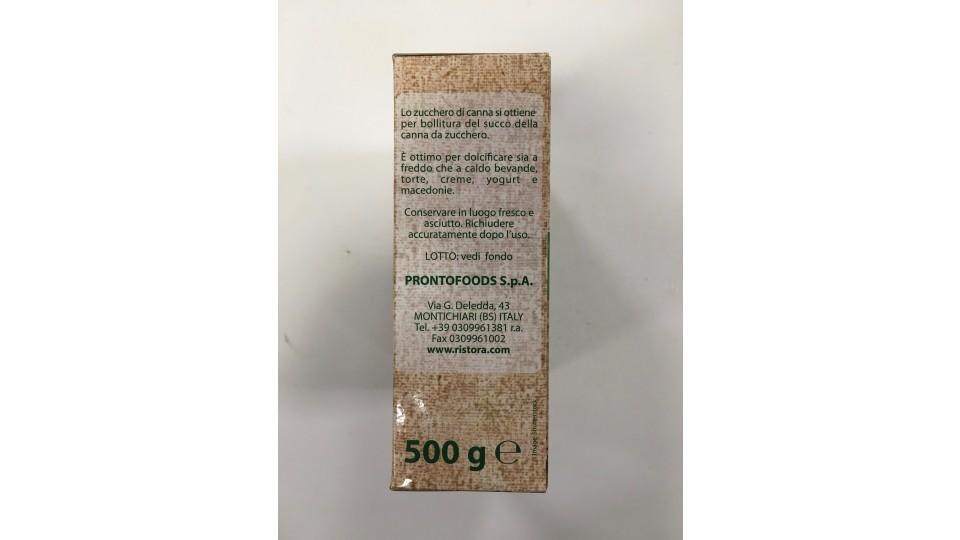 Lo zucchero di canna si ottiene
per bollitura del succo della
canna da zucchero.
È ottimo per dolcificare sia a
freddo che a caldo bevande,
torte, creme, yogurt e
macedonie.
Conservare in luogo fresco e
asciutto. Richiudere
accuratamente dopo l'uso.
LOTTO: vedi fondo
PRONTOFOODS S.p.A.
Via G. Deledda, 43
MONTICHIARI (BS) ITALY
Tel. +39 0309961381 r.a.
Fax 0309961002
www.ristora.com
500 g ℮
Image Shutterstock